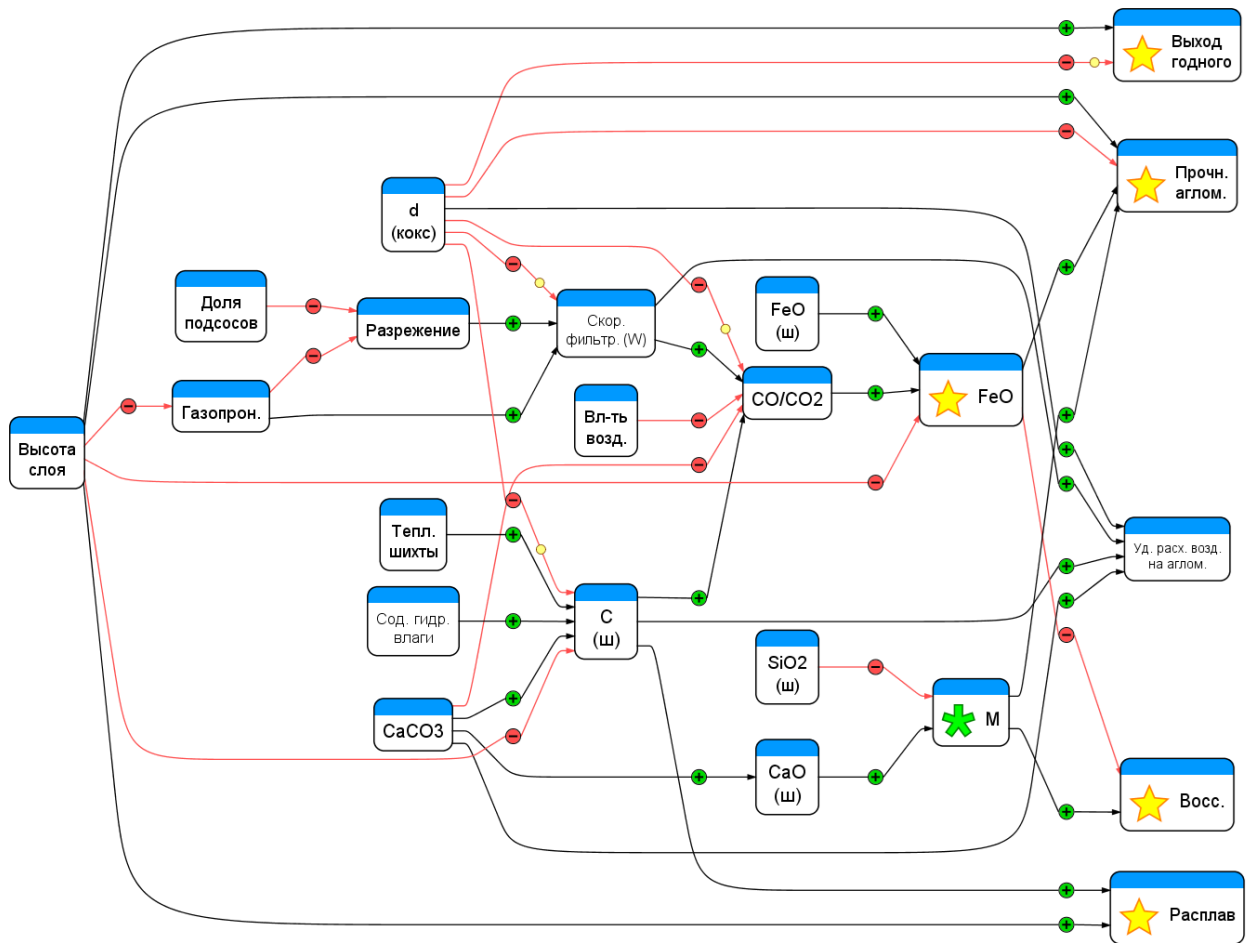 Выход
годного
Прочн.
аглом.
d
(кокс)
Доля
подсосов
Разрежение
Скор.
фильтр. (W)
FeO
(ш)
Газопрон.
CO/CO2
FeO
Вл-ть
возд.
Высота
слоя
Тепл.
шихты
Уд. расх. возд.
на аглом.
Сод. гидр.
влаги
C
(ш)
SiO2
(ш)
M
CaCO3
CaO
(ш)
Восс.
Расплав